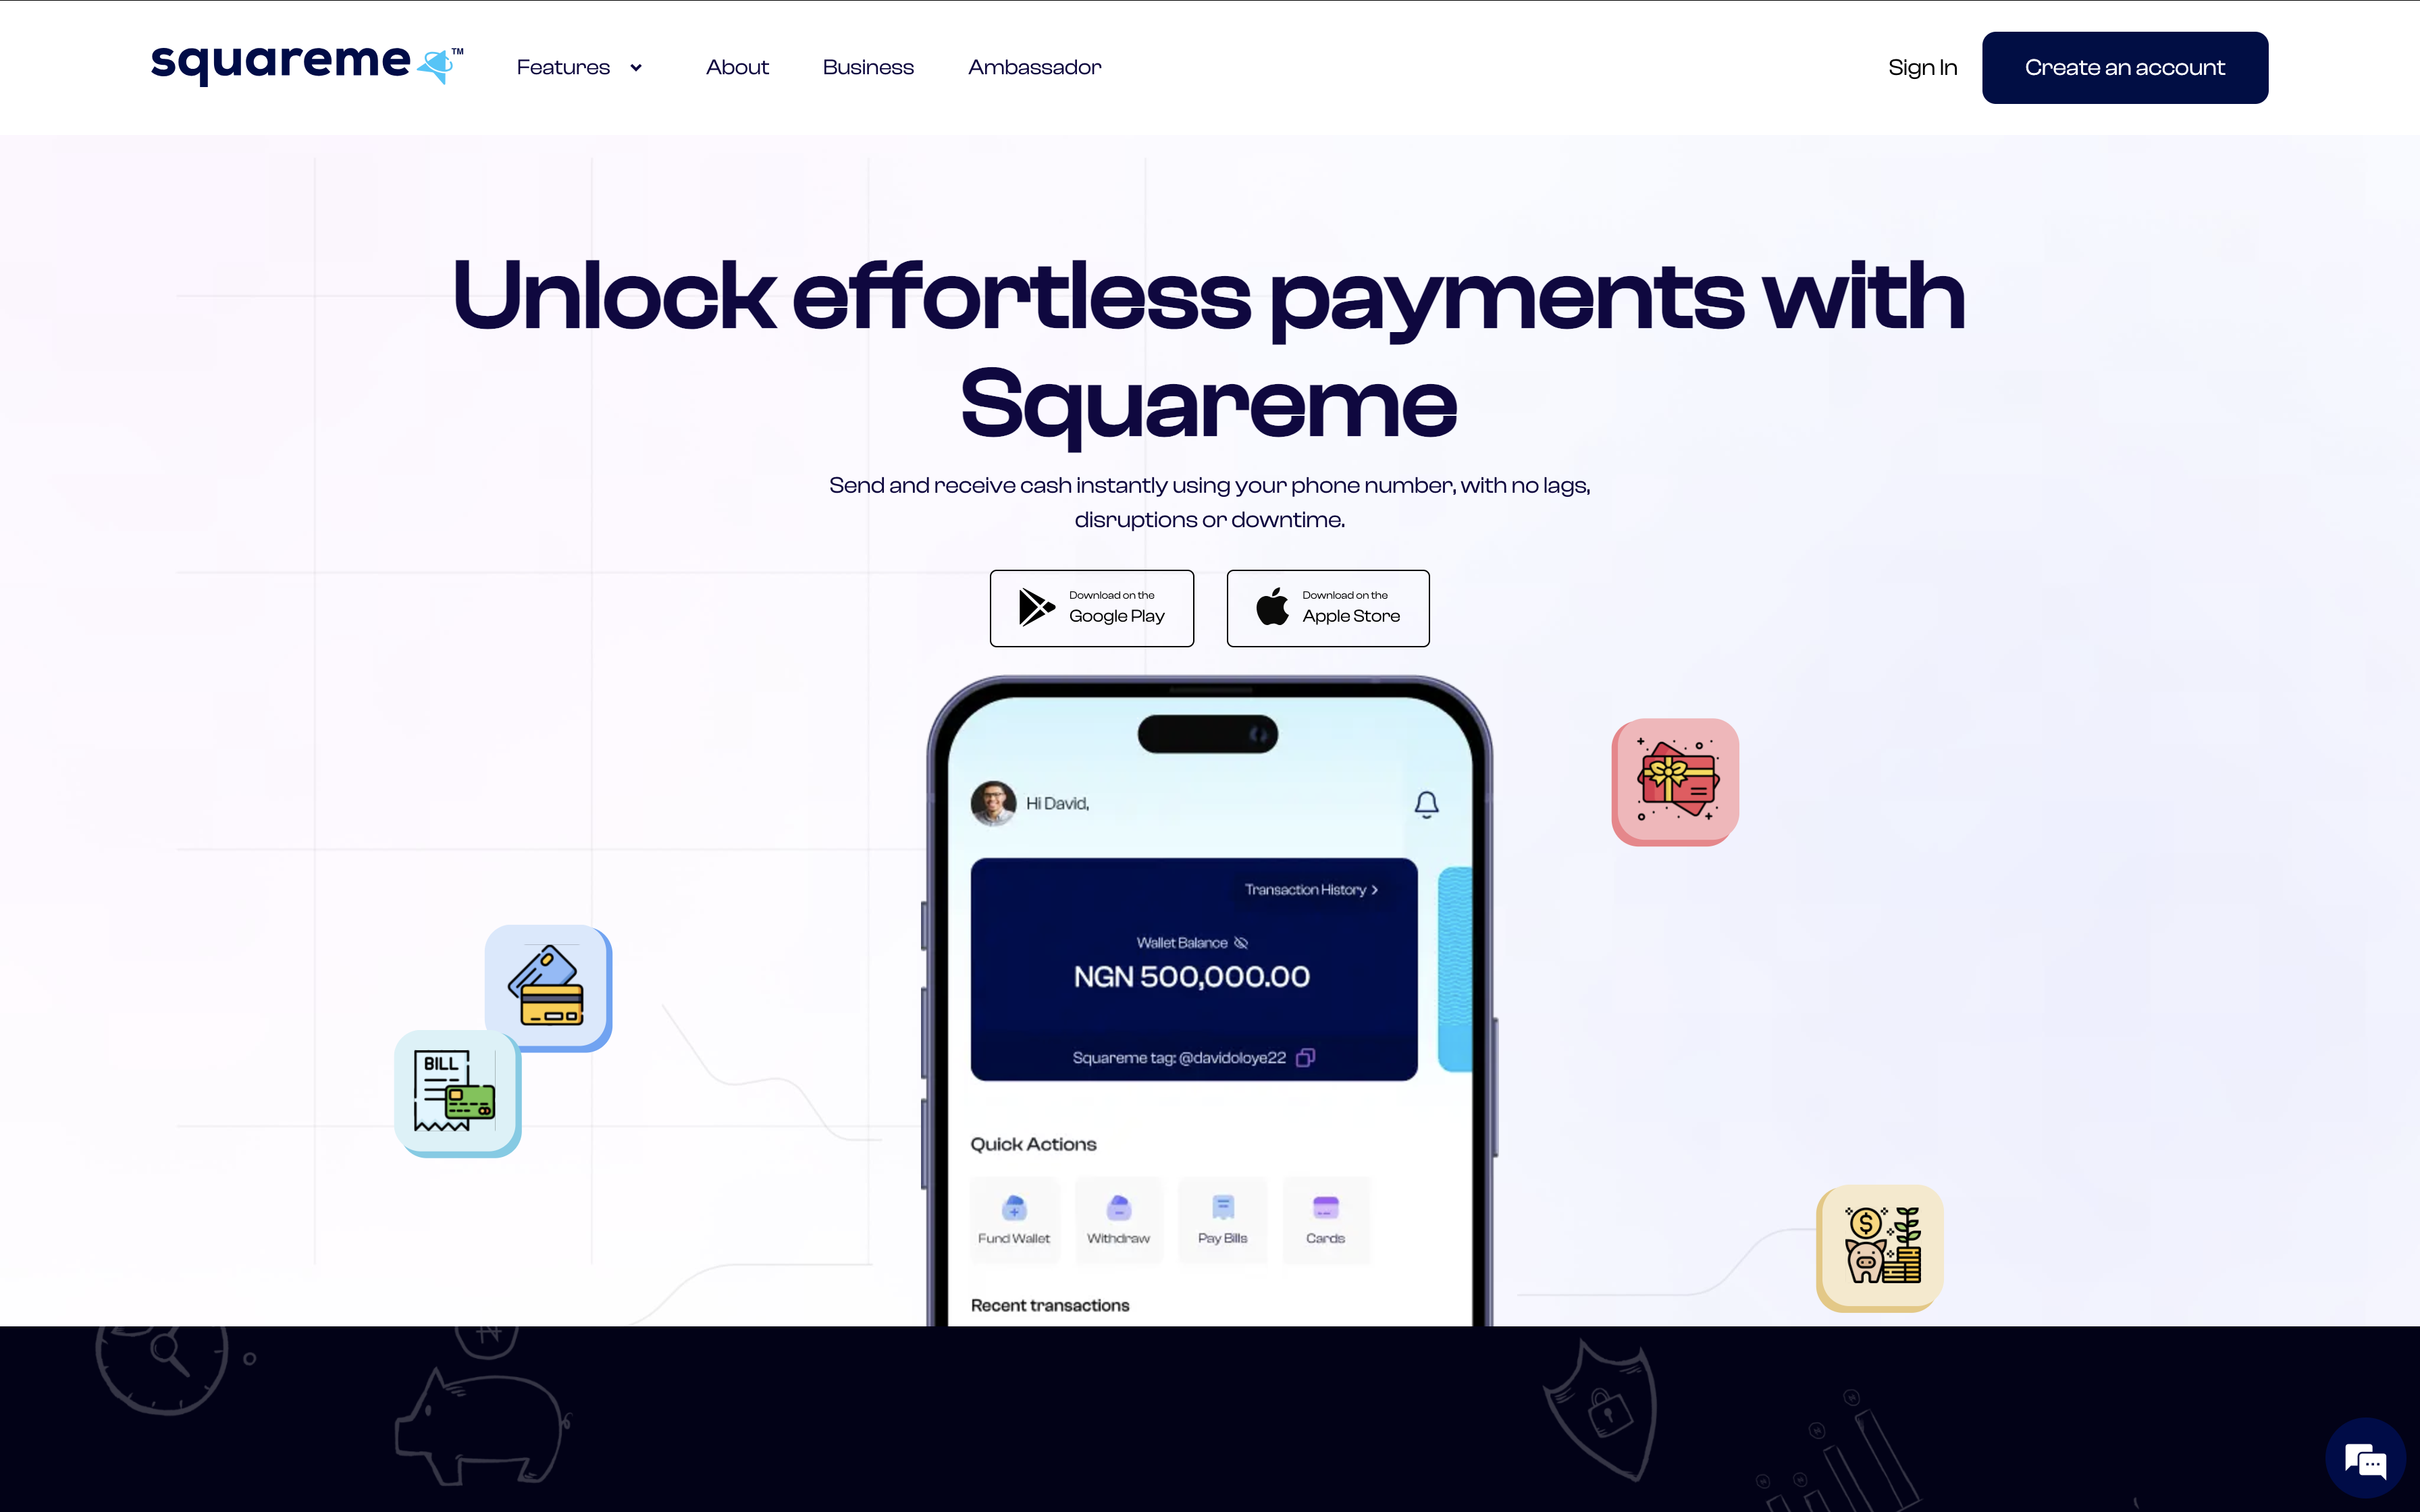 squareme™
Features
About
Business
Ambassador
Sign In
Create an account
Unlock effortless payments with
Squareme
Send and receive cash instantly using your phone number, with no lags,
disruptions or downtime.
Download on the
Google Play
Download on the
Apple Store
Hi David,
Transaction History
Wallet Balance
NGN 500,000.00
Squareme tag: @davidoloye22
BILL
Quick Actions
Fund Wallet
Withdraw
Pay Bills
Cards
Recent transactions